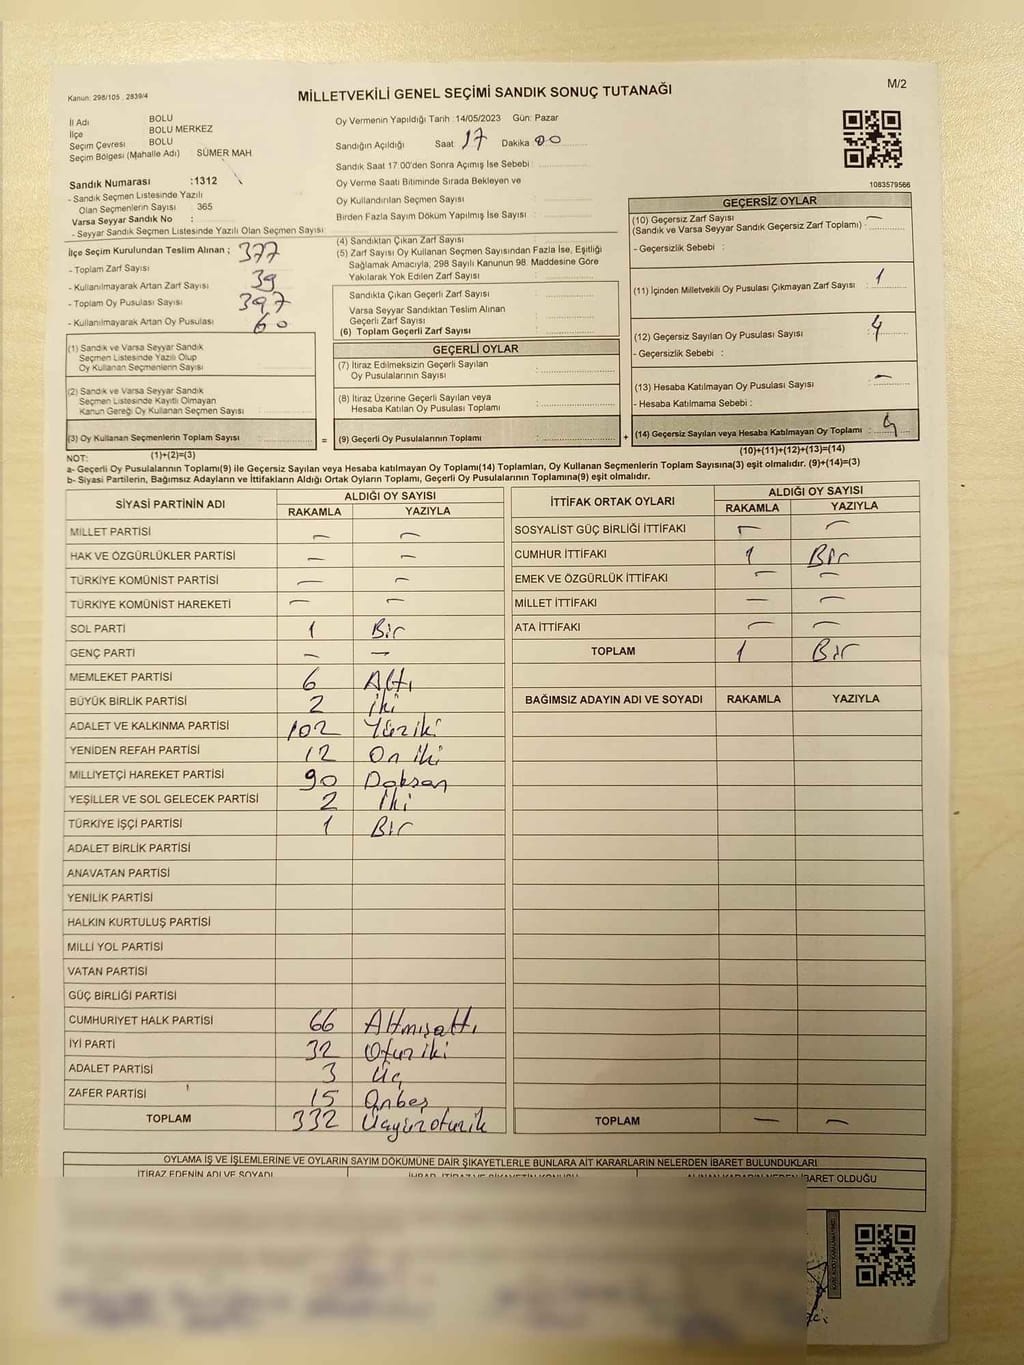 Kanun: 298/105 , 2839/4
MİLLETVEKİLİ GENEL SEÇİMİ SANDIK SONUÇ TUTANAĞI
M/2
İl Adı BOLU
İlçe BOLU MERKEZ
Seçim Çevresi BOLU
Seçim Bölgesi (Mahalle Adı) SÜMER MAH
Sandık Numarası :1312
- Sandık Seçmen Listesinde Yazılı
Olan Seçmenlerin Sayısı 365
Varsa Seyyar Sandık No :
- Seyyar Sandık Seçmen Listesinde Yazılı Olan Seçmen Sayısı
Oy Vermenin Yapıldığı Tarih :14/05/2023 Gün: Pazar
Sandığın Açıldığı Saat 17 Dakika 00
Sandık Saat 17:00'den Sonra Açımış İse Sebebi
Oy Verme Saati Bitiminde Sırada Bekleyen ve
Oy Kullandırılan Seçmen Sayısı
Birden Fazla Sayım Döküm Yapılmış İse Sayısı
1083579566
İlçe Seçim Kurulundan Teslim Alınan ; 377
- Toplam Zarf Sayısı
- Kullanılmayarak Artan Zarf Sayısı 39
- Toplam Oy Pusulası Sayısı 397
- Kullanılmayarak Artan Oy Pusulası 60
(1) Sandık ve Varsa Seyyar Sandık
Seçmen Listesinde Yazılı Olup
Oy Kullanan Seçmenlerin Sayısı
(2) Sandık ve Varsa Seyyar Sandık
Seçmen Listesinde Kayıtlı Olmayan
Kanun Gereği Oy Kullanan Seçmen Sayısı
(3) Oy Kullanan Seçmenlerin Toplam Sayısı =
(4) Sandıktan Çıkan Zarf Sayısı
(5) Zarf Sayısı Oy Kullanan Seçmen Sayısından Fazla İse, Eşitliği
Sağlamak Amacıyla, 298 Sayılı Kanunun 98. Maddesine Göre
Yakılarak Yok Edilen Zarf Sayısı
Sandıkta Çıkan Geçerli Zarf Sayısı
Varsa Seyyar Sandıktan Teslim Alınan
Geçerli Zarf Sayısı
(6) Toplam Geçerli Zarf Sayısı
GEÇERLİ OYLAR
(7) İtiraz Edilmeksizin Geçerli Sayılan
Oy Pusulalarının Sayısı
(8) İtiraz Üzerine Geçerli Sayılan veya
Hesaba Katılan Oy Pusulası Toplamı
(9) Geçerli Oy Pusulalarının Toplamı : +
GEÇERSİZ OYLAR
(10) Geçersiz Zarf Sayısı —
(Sandık ve Varsa Seyyar Sandık Geçersiz Zarf Toplamı)
- Geçersizlik Sebebi :
(11) İçinden Milletvekili Oy Pusulası Çıkmayan Zarf Sayısı : 1
(12) Geçersiz Sayılan Oy Pusulası Sayısı : 4
- Geçersizlik Sebebi :
(13) Hesaba Katılmayan Oy Pusulası Sayısı : —
- Hesaba Katılmama Sebebi :
(14) Geçersiz Sayılan veya Hesaba Katılmayan Oy Toplamı :
NOT: (1)+(2)=(3)
(10)+(11)+(12)+(13)=(14)
a- Geçerli Oy Pusulalarının Toplamı(9) ile Geçersiz Sayılan veya Hesaba katılmayan Oy Toplamı(14) Toplamları, Oy Kullanan Seçmenlerin Toplam Sayısına(3) eşit olmalıdır. (9)+(14)=(3)
b- Siyasi Partilerin, Bağımsız Adayların ve İttifakların Aldığı Ortak Oyların Toplamı, Geçerli Oy Pusulalarının Toplamına(9) eşit olmalıdır.
SİYASİ PARTİNİN ADI ALDIĞI OY SAYISI
RAKAMLA YAZIYLA
MİLLET PARTİSİ — —
HAK VE ÖZGÜRLÜKLER PARTİSİ — —
TÜRKİYE KOMÜNİST PARTİSİ — —
TÜRKİYE KOMÜNİST HAREKETİ — —
SOL PARTİ 1 Bir
GENÇ PARTİ — —
MEMLEKET PARTİSİ 6 Altı
BÜYÜK BİRLİK PARTİSİ 2 iki
ADALET VE KALKINMA PARTİSİ 102 Yüziki
YENİDEN REFAH PARTİSİ 12 On iki
MİLLİYETÇİ HAREKET PARTİSİ 90 Doksan
YEŞİLLER VE SOL GELECEK PARTİSİ 2 iki
TÜRKİYE İŞÇİ PARTİSİ 1 Bir
ADALET BİRLİK PARTİSİ
ANAVATAN PARTİSİ
YENİLİK PARTİSİ
HALKIN KURTULUŞ PARTİSİ
MİLLİ YOL PARTİSİ
VATAN PARTİSİ
GÜÇ BİRLİĞİ PARTİSİ
CUMHURİYET HALK PARTİSİ 66 Altmışaltı
İYİ PARTİ 32 Otuziki
ADALET PARTİSİ 3 Üç
ZAFER PARTİSİ 15 Onbeş
TOPLAM 332
İTTİFAK ORTAK OYLARI ALDIĞI OY SAYISI
RAKAMLA YAZIYLA
SOSYALİST GÜÇ BİRLİĞİ İTTİFAKI — —
CUMHUR İTTİFAKI 1 Bir
EMEK VE ÖZGÜRLÜK İTTİFAKI — —
MİLLET İTTİFAKI — —
ATA İTTİFAKI — —
TOPLAM 1 Bir
BAĞIMSIZ ADAYIN ADI VE SOYADI RAKAMLA YAZIYLA
TOPLAM — —
OYLAMA İŞ VE İŞLEMLERİNE VE OYLARIN SAYIM DÖKÜMÜNE DAİR ŞİKAYETLERLE BUNLARA AİT KARARLARIN NELERDEN İBARET BULUNDUKLARI
İTİRAZ EDENİN ADI VE SOYADI
İBARET OLDUĞU